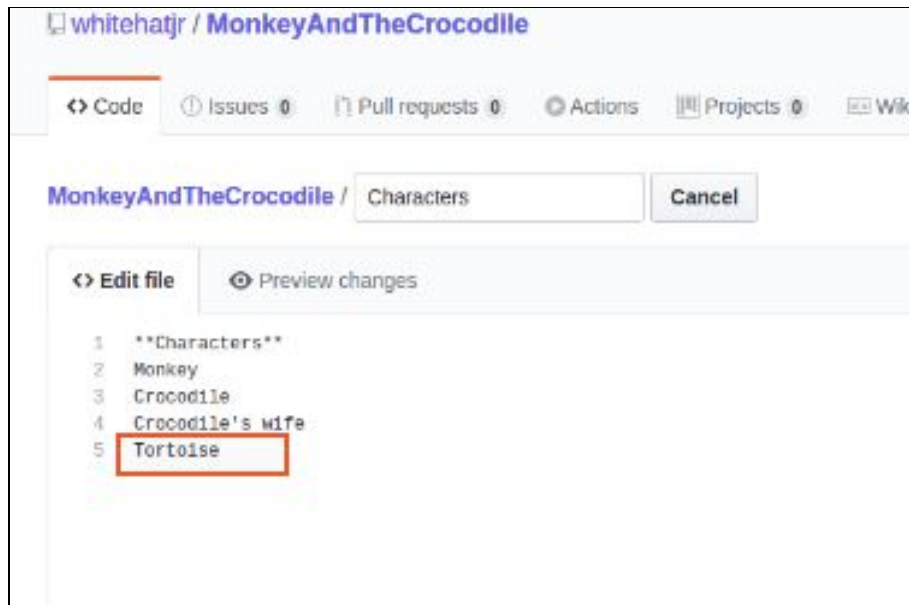 whitehatjr / MonkeyAndTheCrocodile
Code Issues 0 Pull requests 0 Actions Projects 0 Wik
MonkeyAndTheCrocodile / Characters Cancel
<> Edit file Preview changes
1 **Characters**
2 Monkey
3 Crocodile
4 Crocodile's wife
5 Tortoise